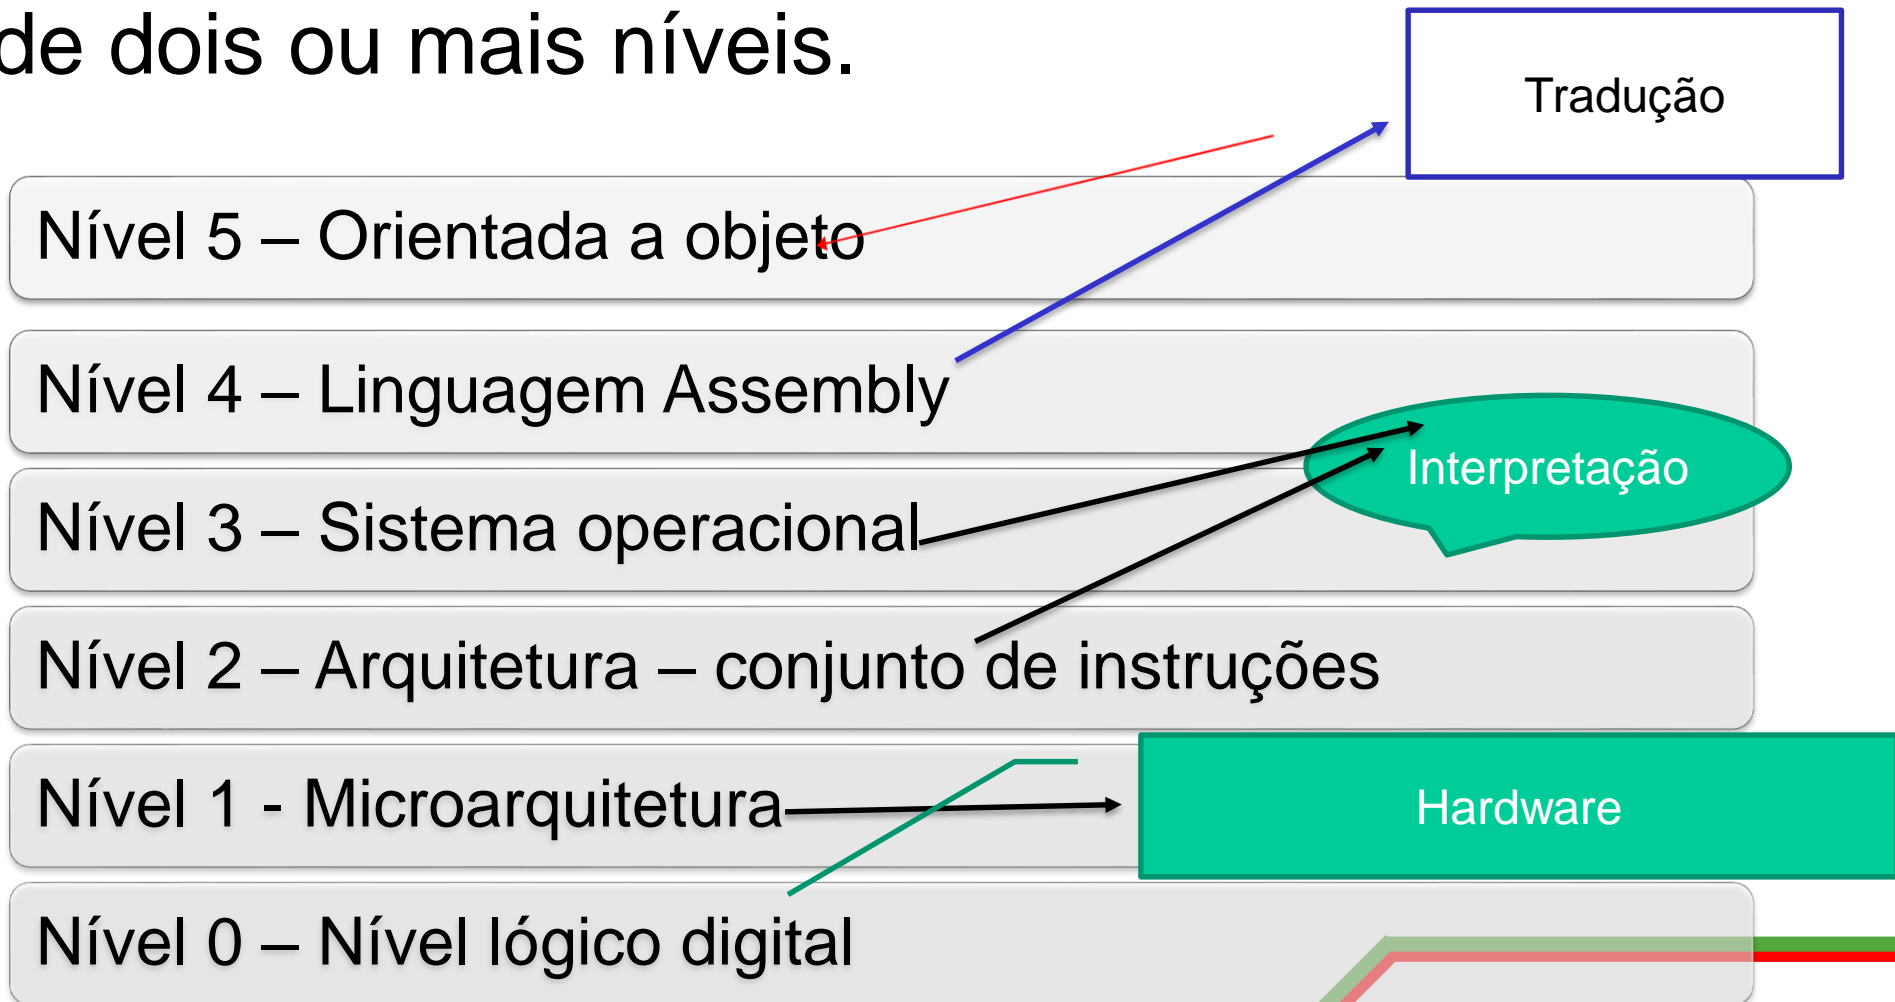 de dois ou mais níveis.
Tradução
Nível 5 – Orientada a objeto
Nível 4 – Linguagem Assembly
Interpretação
Nível 3 – Sistema operacional
Nível 2 – Arquitetura – conjunto de instruções
Nível 1 - Microarquitetura
Hardware
Nível 0 – Nível lógico digital